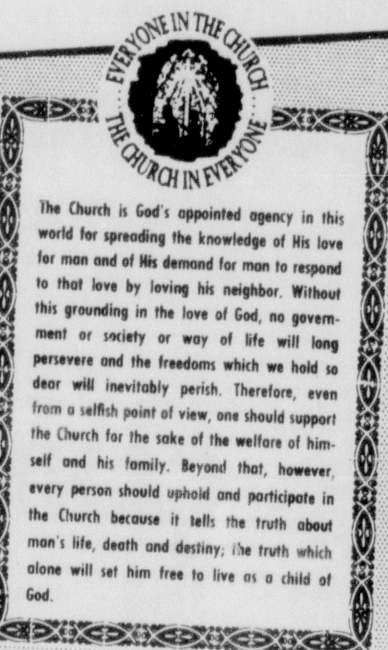 EVERYONE IN THE CHURCH
THE CHURCH IN EVERYONE
The Church is God's appointed agency in this
world for spreading the knowledge of His love
for man and of His demand for man to respond
to that love by loving his neighbor. Without
this grounding in the love of God, no govern-
ment or society or way of life will long
persevere and the freedoms which we hold so
dear will inevitably perish. Therefore, even
from a selfish point of view, one should support
the Church for the sake of the welfare of him-
self and his family. Beyond that, however,
every person should uphold and participate in
the Church because it tells the truth about
man's life, death and destiny; the truth which
alone will set him free to live as a child of
God.